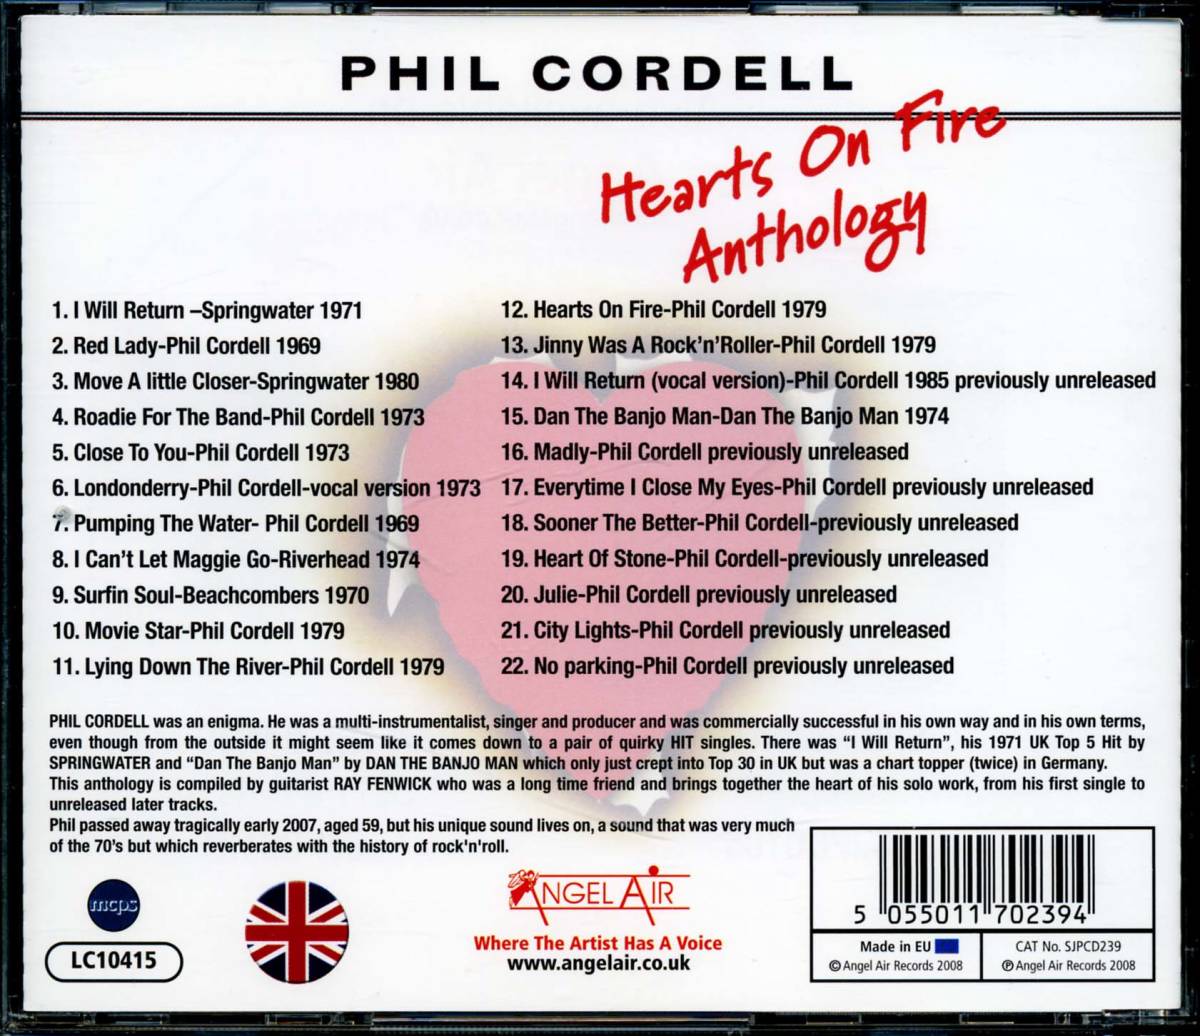 PHIL CORDELL
Hearts On Fire
Anthology
1. I Will Return –Springwater 1971
2. Red Lady-Phil Cordell 1969
3. Move A little Closer-Springwater 1980
4. Roadie For The Band-Phil Cordell 1973
5. Close To You-Phil Cordell 1973
6. Londonderry-Phil Cordell-vocal version 1973
7. Pumping The Water- Phil Cordell 1969
8. I Can't Let Maggie Go-Riverhead 1974
9. Surfin Soul-Beachcombers 1970
10. Movie Star-Phil Cordell 1979
11. Lying Down The River-Phil Cordell 1979
12. Hearts On Fire-Phil Cordell 1979
13. Jinny Was A Rock'n'Roller-Phil Cordell 1979
14. I Will Return (vocal version)-Phil Cordell 1985 previously unreleased
15. Dan The Banjo Man-Dan The Banjo Man 1974
16. Madly-Phil Cordell previously unreleased
17. Everytime I Close My Eyes-Phil Cordell previously unreleased
18. Sooner The Better-Phil Cordell-previously unreleased
19. Heart Of Stone-Phil Cordell-previously unreleased
20. Julie-Phil Cordell previously unreleased
21. City Lights-Phil Cordell previously unreleased
22. No parking-Phil Cordell previously unreleased
PHIL CORDELL was an enigma. He was a multi-instrumentalist, singer and producer and was commercially successful in his own way and in his own terms,
even though from the outside it might seem like it comes down to a pair of quirky HIT singles. There was “I Will Return”, his 1971 UK Top 5 Hit by
SPRINGWATER and “Dan The Banjo Man” by DAN THE BANJO MAN which only just crept into Top 30 in UK but was a chart topper (twice) in Germany.
This anthology is compiled by guitarist RAY FENWICK who was a long time friend and brings together the heart of his solo work, from his first single to
unreleased later tracks.
Phil passed away tragically early 2007, aged 59, but his unique sound lives on, a sound that was very much
of the 70's but which reverberates with the history of rock'n'roll.
mcps
LC10415
ANGEL AIR
Where The Artist Has A Voice
www.angelair.co.uk
5 055011 702394
Made in EU
©Angel Air Records 2008
CAT No. SJPCD239
℗Angel Air Records 2008